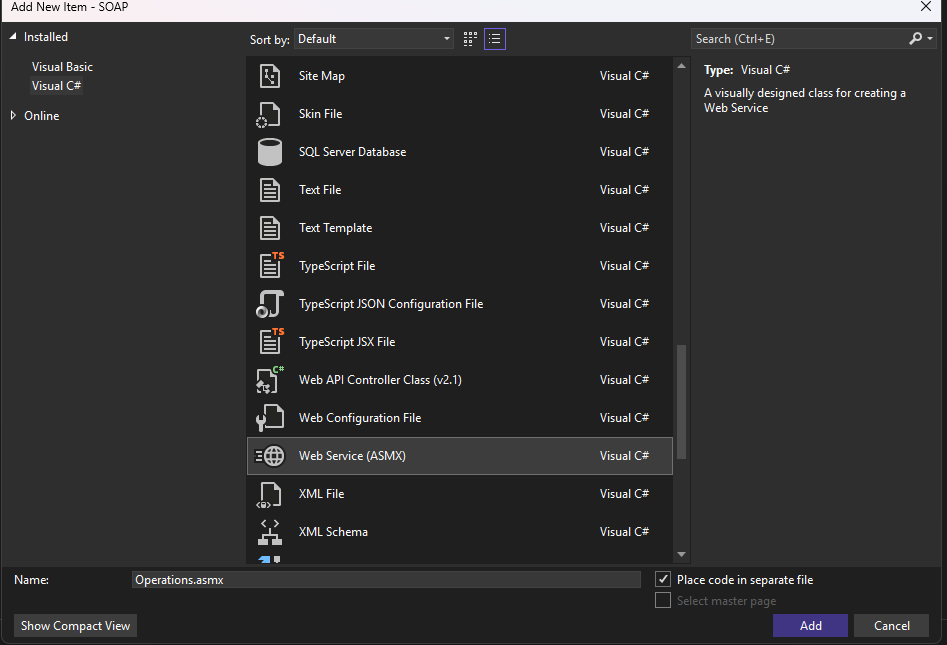 Add New Item - SOAP
Installed
Visual Basic
Visual C#
Online
Sort by: Default
Search (Ctrl+E)
Site Map Visual C#
Skin File Visual C#
SQL Server Database Visual C#
Text File Visual C#
Text Template Visual C#
TS
TypeScript File Visual C#
TypeScript JSON Configuration File Visual C#
TS
TypeScript JSX File Visual C#
C#
Web API Controller Class (v2.1) Visual C#
Web Configuration File Visual C#
Web Service (ASMX) Visual C#
XML File Visual C#
XML Schema Visual C#
Type: Visual C#
A visually designed class for creating a
Web Service
Name: Operations.asmx
Place code in separate file
Select master page
Show Compact View
Add
Cancel